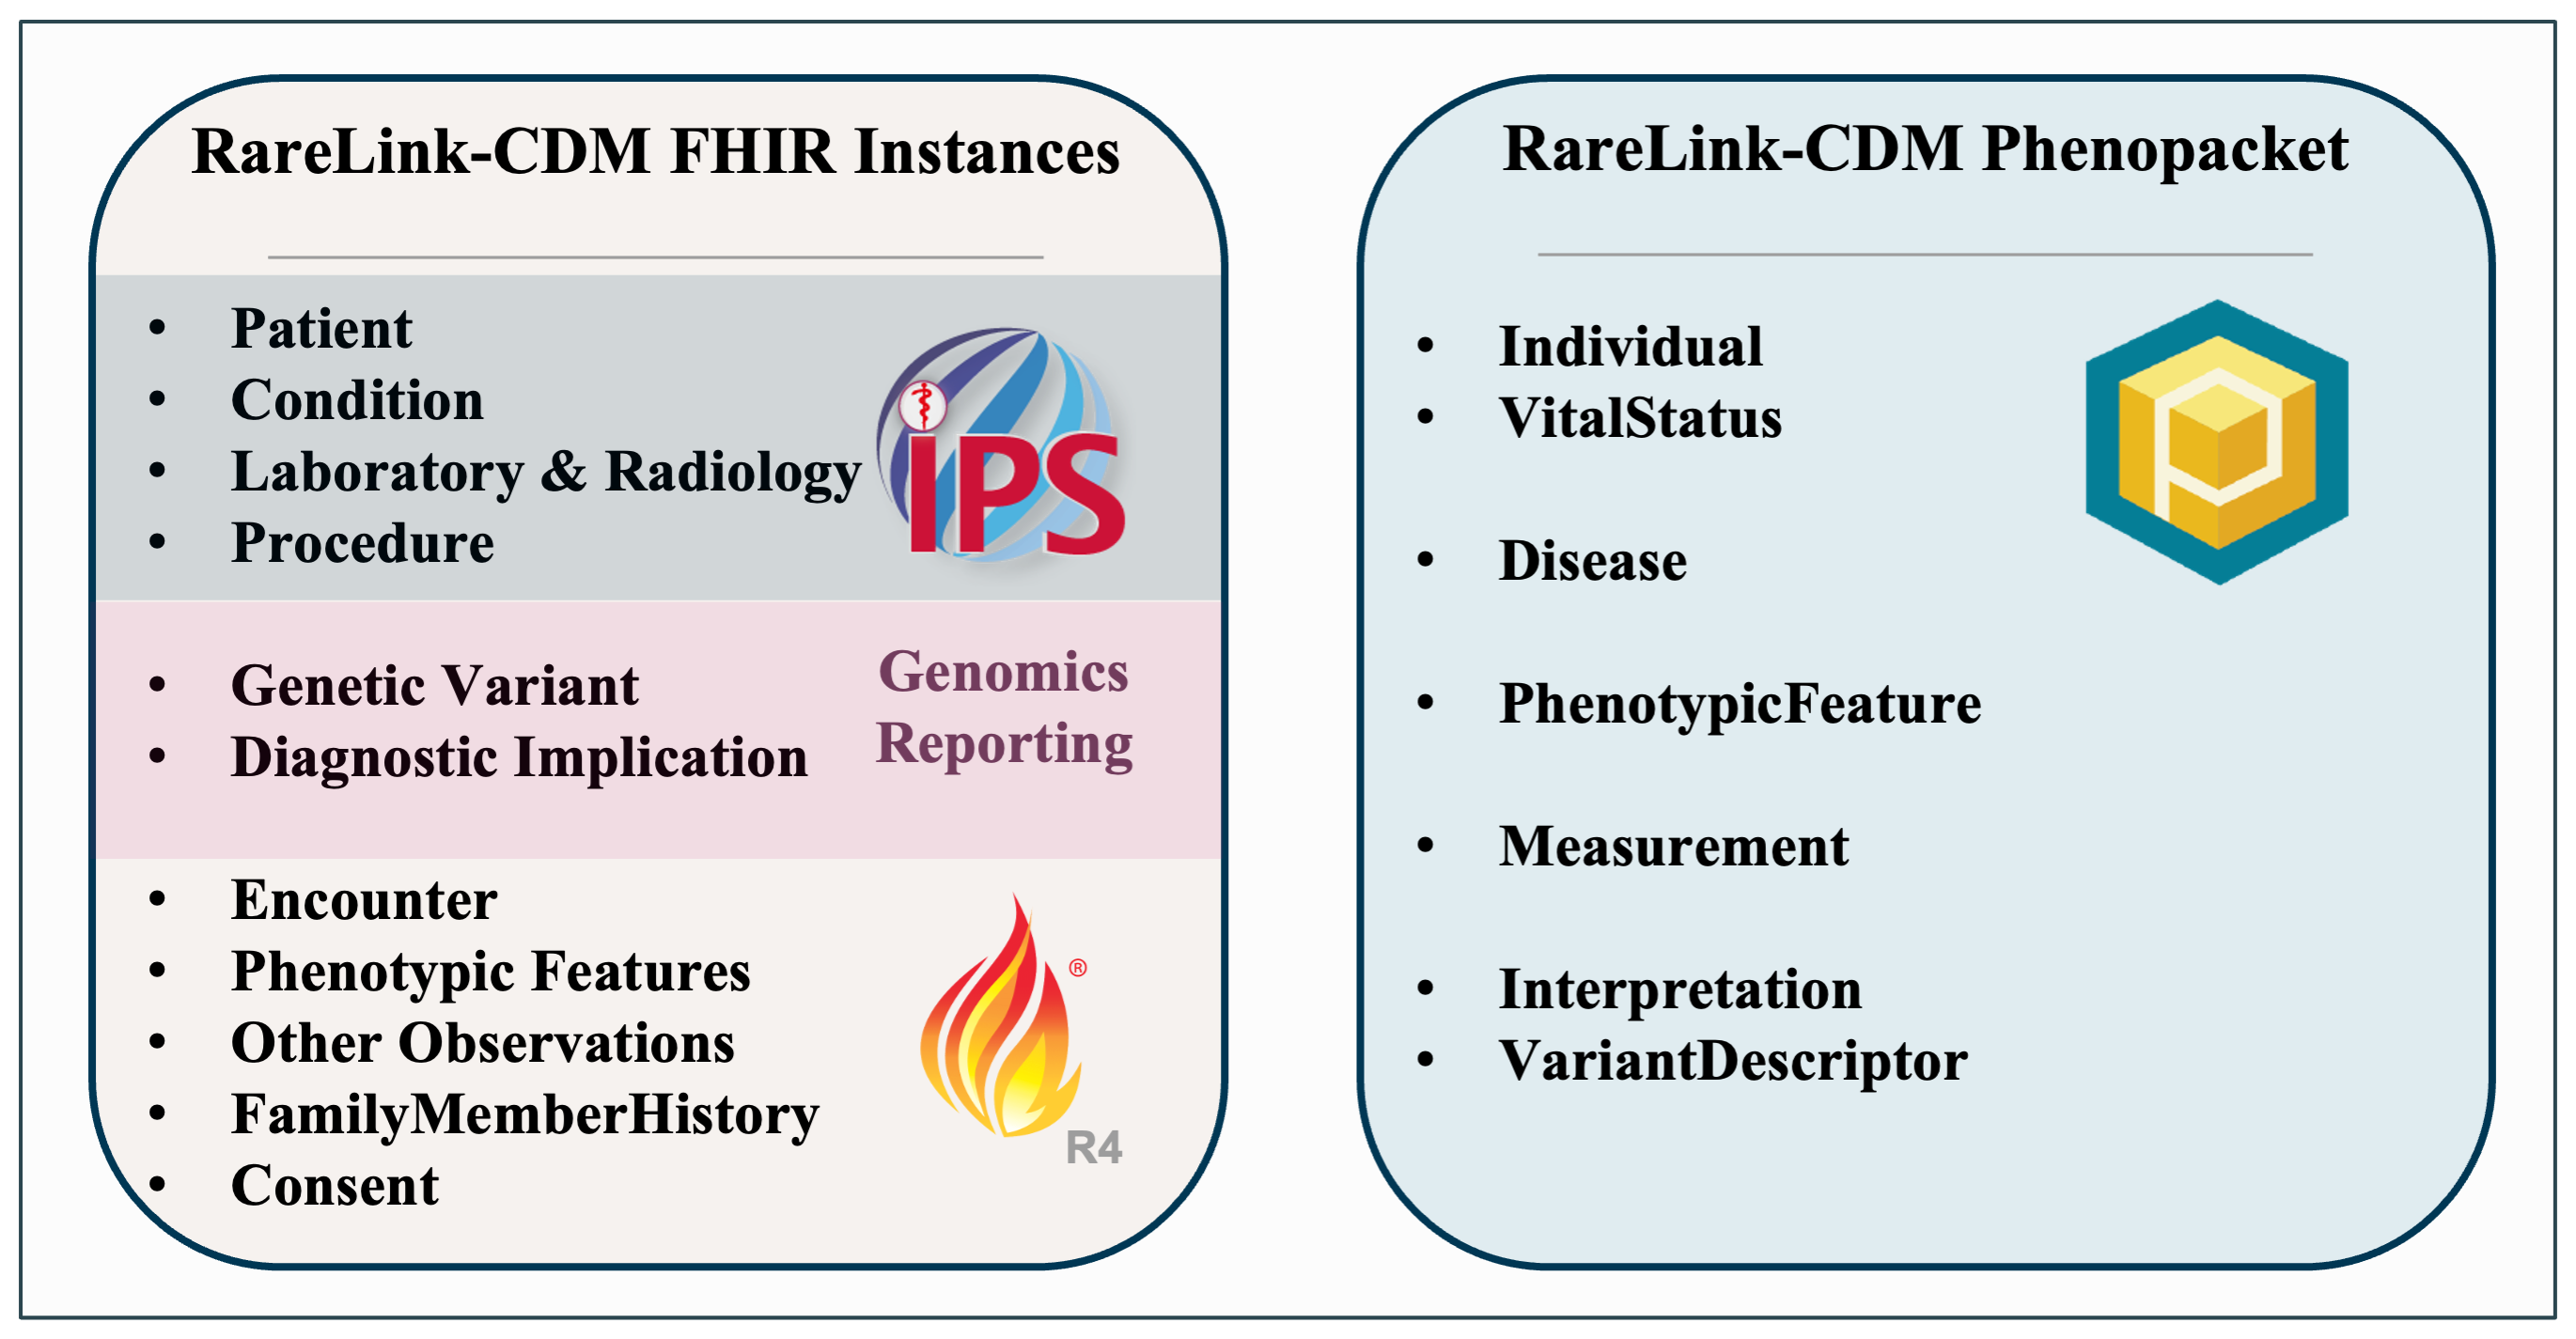 RareLink-CDM FHIR Instances
• Patient
• Condition
• Laboratory & Radiology
• Procedure
iPS
• Genetic Variant
• Diagnostic Implication
Genomics
Reporting
• Encounter
• Phenotypic Features
• Other Observations
• FamilyMemberHistory
• Consent
®
R4
RareLink-CDM Phenopacket
• Individual
• VitalStatus
• Disease
• PhenotypicFeature
• Measurement
• Interpretation
• VariantDescriptor
P